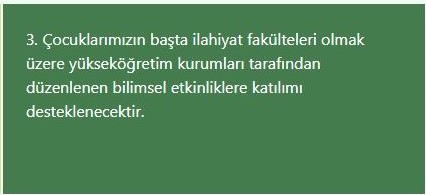 3. Çocuklarımızın başta ilahiyat fakülteleri olmak
üzere yükseköğretim kurumları tarafından
düzenlenen bilimsel etkinliklere katılımı
desteklenecektir.